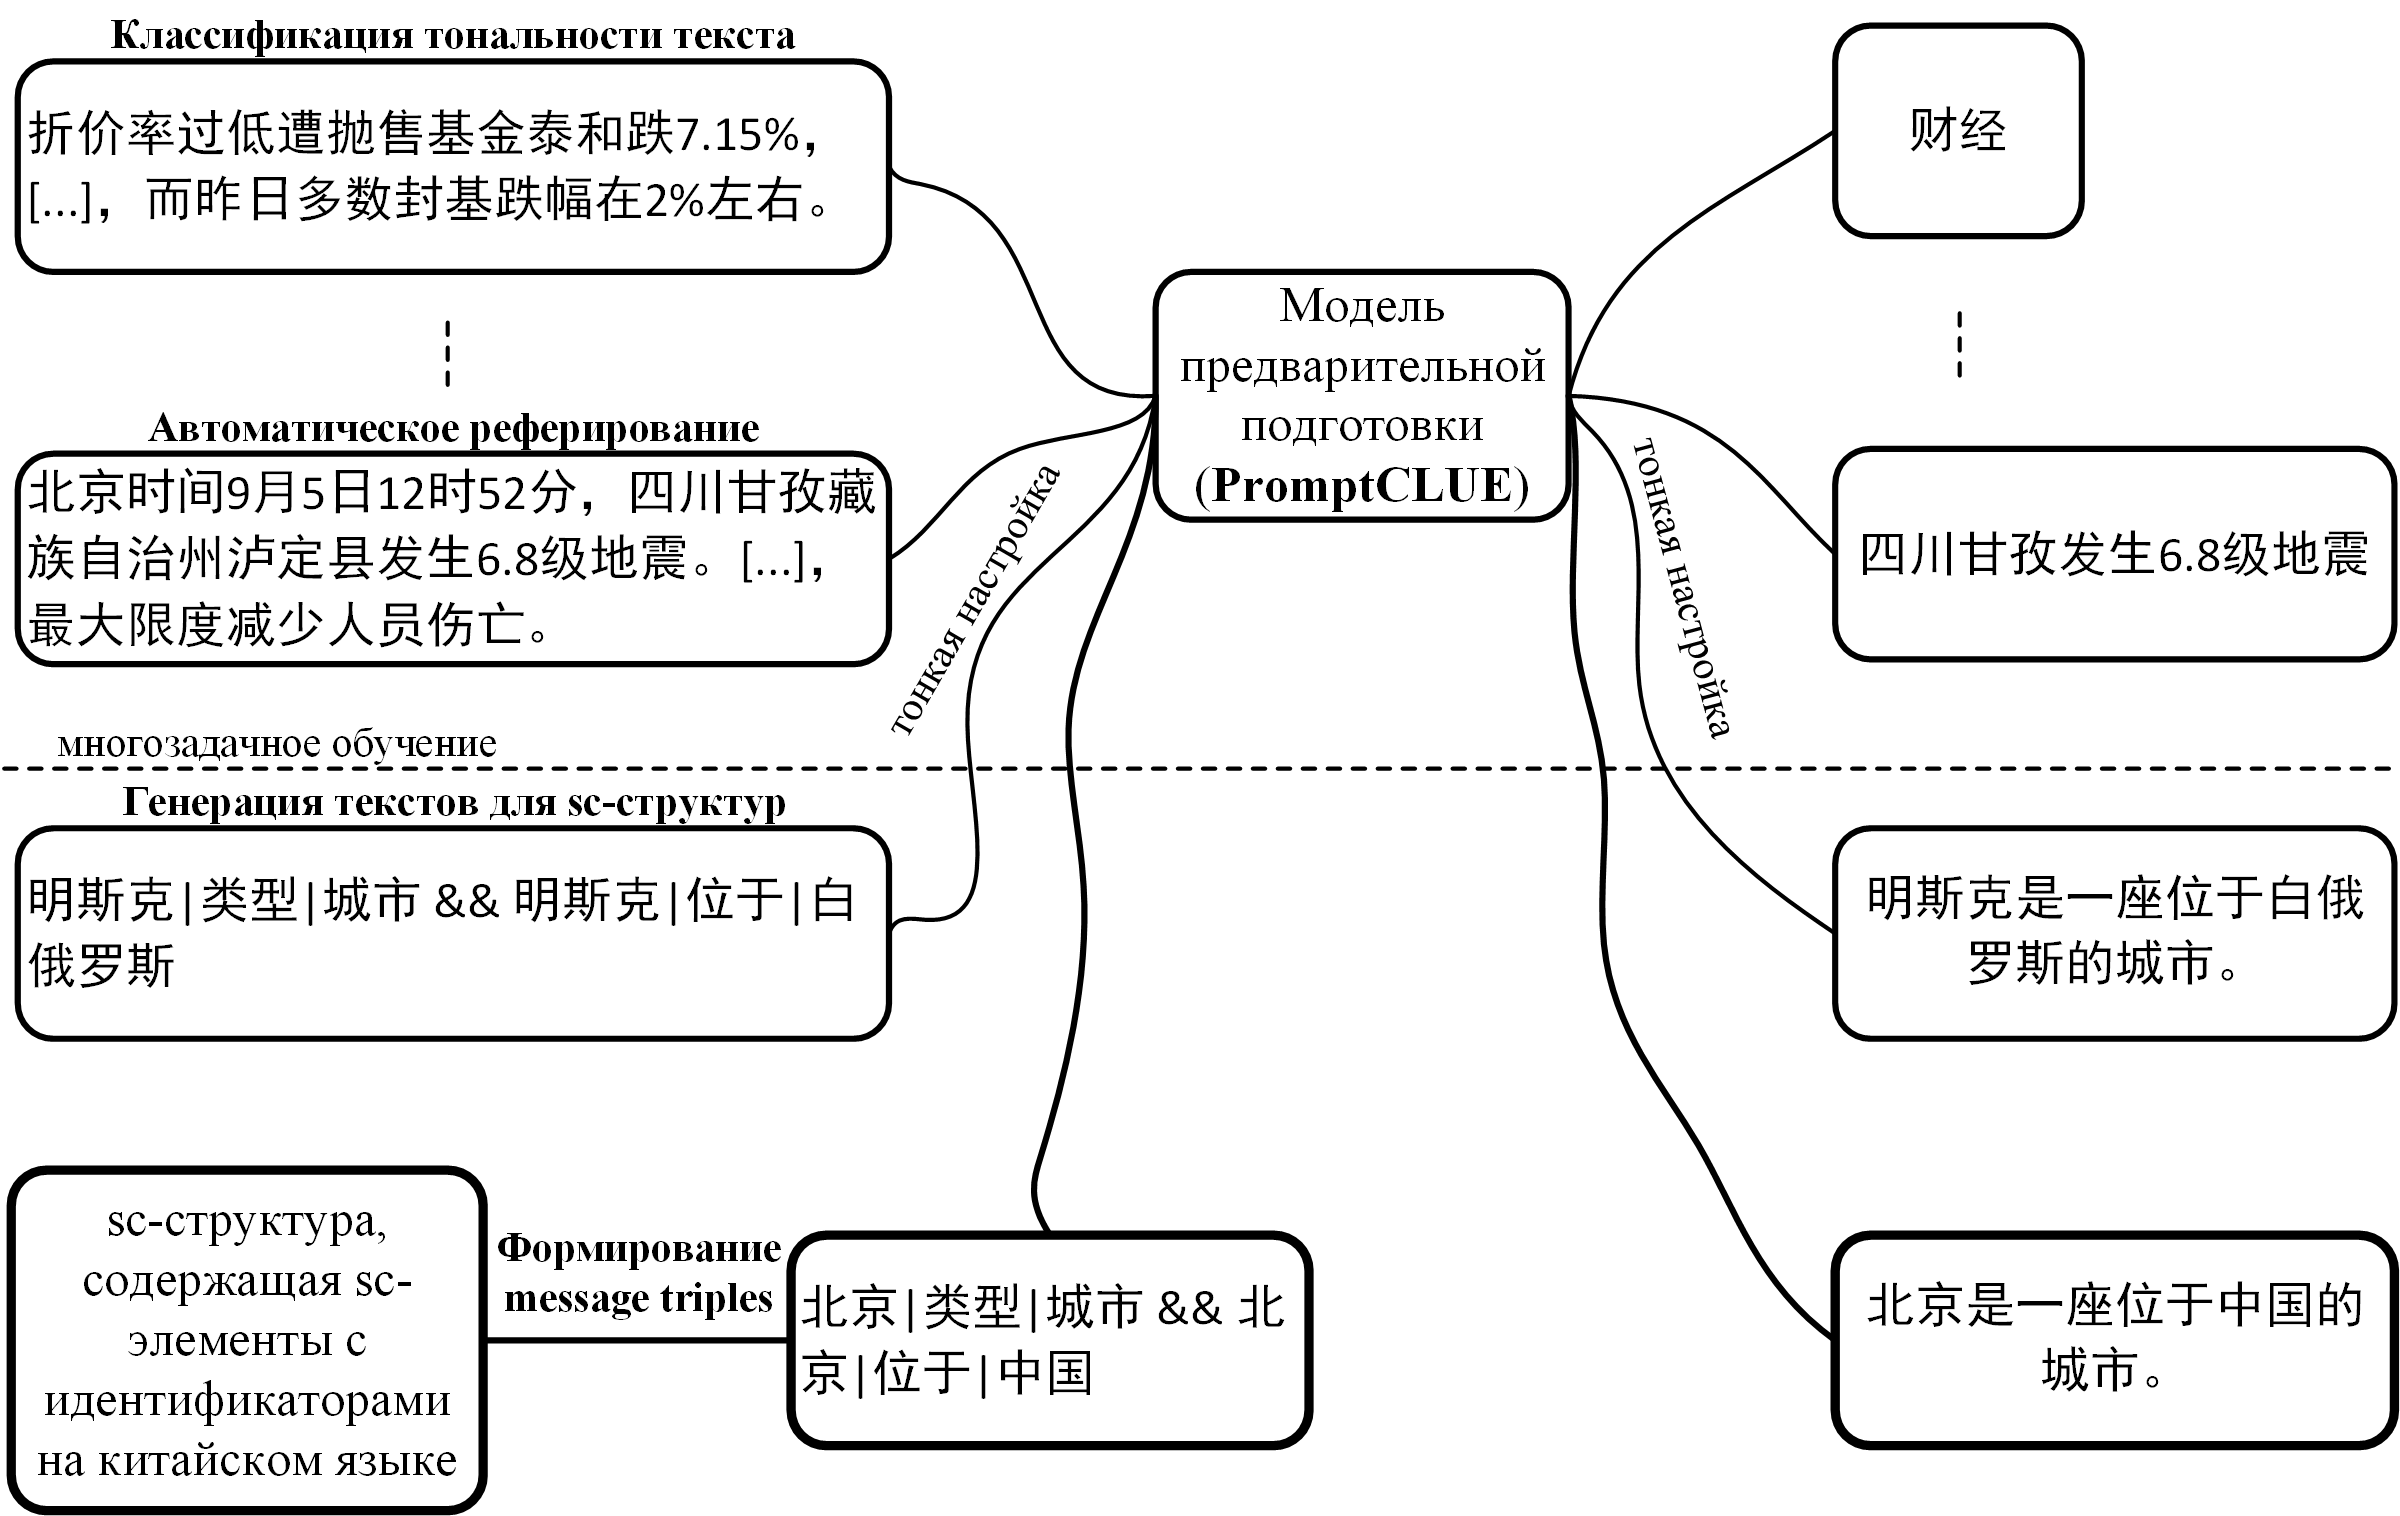 Классификация тональности текста
折价率过低遭抛售基金泰和跌7.15%，
[...]，而昨日多数封基跌幅在2%左右。
财经
Модель
предварительной
подготовки
(PromptCLUE)
Автоматическое реферирование
北京时间9月5日12时52分，四川甘孜藏
族自治州泸定县发生6.8级地震。[...]，
最大限度减少人员伤亡。
тонкая настройка
тонкая настройка
四川甘孜发生6.8级地震
многозадачное обучение
Генерация текстов для sc-структур
明斯克|类型|城市 && 明斯克|位于|白
俄罗斯
明斯克是一座位于白俄
罗斯的城市。
sc-структура,
содержащая sc-
элементы с
идентификаторами
на китайском языке
Формирование
message triples
北京|类型|城市 && 北
京|位于|中国
北京是一座位于中国的
城市。